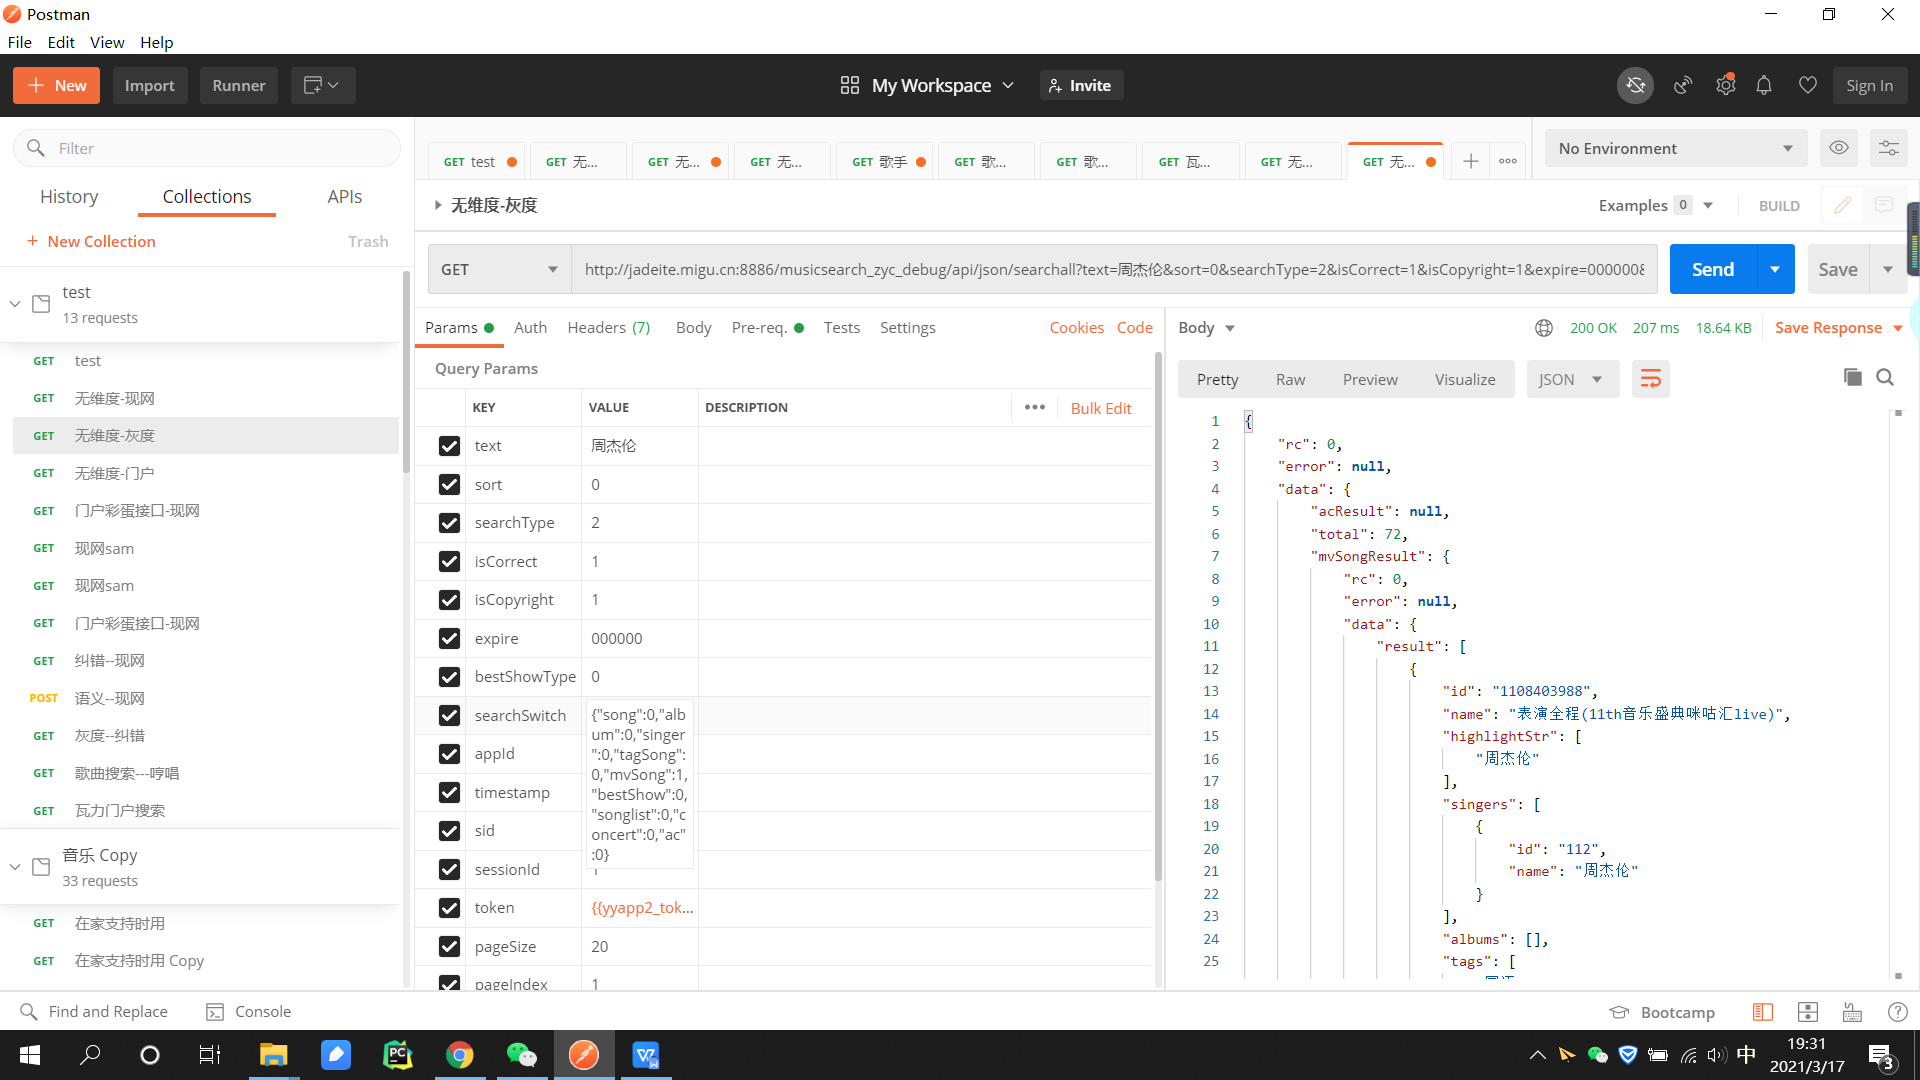 Postman
File Edit View Help
New Import Runner My Workspace Invite Sign In
Filter
History Collections APIs
+ New Collection Trash
test
13 requests
GET test
GET 无维度-现网
GET 无维度-灰度
GET 无维度-门户
GET 门户彩蛋接口-现网
GET 现网sam
GET 现网sam
GET 门户彩蛋接口-现网
GET 纠错--现网
POST 语义--现网
GET 灰度--纠错
GET 歌曲搜索---哼唱
GET 瓦力门户搜索
音乐 Copy
33 requests
GET 在家支持时用
GET 在家支持时用 Copy
GET test GET 无... GET 无... GET 无... GET 歌手 GET 歌... GET 歌... GET 瓦... GET 无... GET 无...
No Environment
无维度-灰度
Examples 0 BUILD
GET http://jadeite.migu.cn:8886/musicsearch_zyc_debug/api/json/searchall?text=周杰伦&sort=0&searchType=2&isCorrect=1&isCopyright=1&expire=000000&
Send Save
Params Auth Headers (7) Body Pre-req. Tests Settings Cookies Code
Query Params
KEY VALUE DESCRIPTION ••• Bulk Edit
text 周杰伦
sort 0
searchType 2
isCorrect 1
isCopyright 1
expire 000000
bestShowType 0
searchSwitch {"song":0,"alb
um":0,"singer
":0,"tagSong":
0,"mvSong":1,
"bestShow":0,
"songlist":0,"c
oncert":0,"ac"
:0}
appId
timestamp
sid
sessionId
token {{yyapp2_tok...
pageSize 20
pageIndex 1
Body 200 OK 207 ms 18.64 KB Save Response
Pretty Raw Preview Visualize JSON
1 {
2 "rc": 0,
3 "error": null,
4 "data": {
5 "acResult": null,
6 "total": 72,
7 "mvSongResult": {
8 "rc": 0,
9 "error": null,
10 "data": {
11 "result": [
12 {
13 "id": "1108403988",
14 "name": "表演全程(11th音乐盛典咪咕汇live)",
15 "highlightStr": [
16 "周杰伦"
17 ],
18 "singers": [
19 {
20 "id": "112",
21 "name": "周杰伦"
22 }
23 ],
24 "albums": [],
25 "tags": [
Find and Replace Console Bootcamp
中
19:31
2021/3/17
3